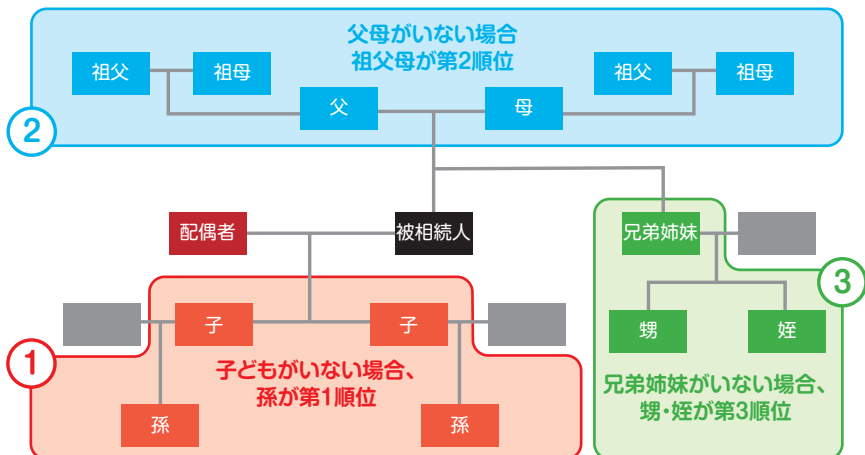 父母がいない場合
祖父母が第2順位
祖父
祖母
祖父
祖母
父
母
2
配偶者
被相続人
兄弟姉妹
3
子
子
甥
姪
1
子どもがいない場合、
孫が第1順位
兄弟姉妹がいない場合、
甥・姪が第3順位
孫
孫